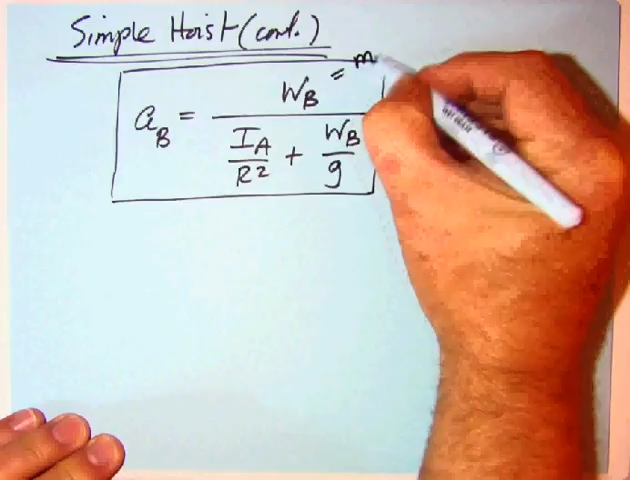 Simple Hoist (cont.)
a_B = W_B / (I_A/R² + W_B/g)
= m